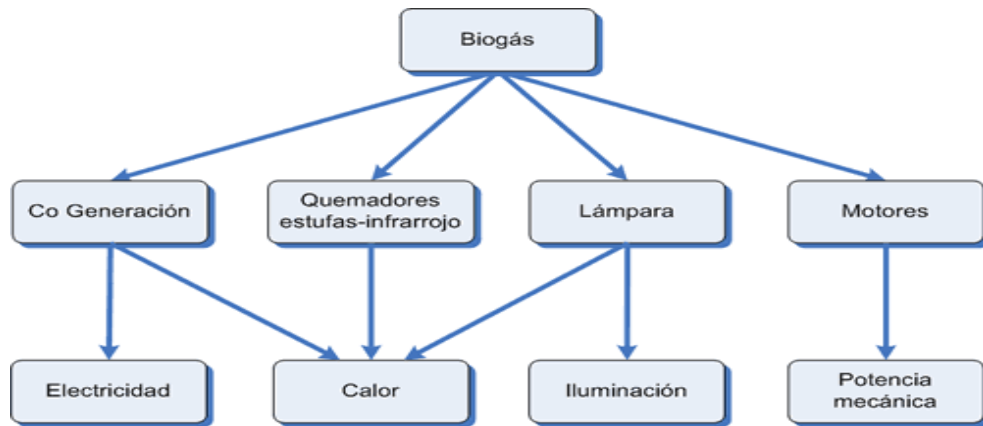 Biogás
Co Generación
Quemadores
estufas-infrarrojo
Lámpara
Motores
Electricidad
Calor
Iluminación
Potencia
mecánica